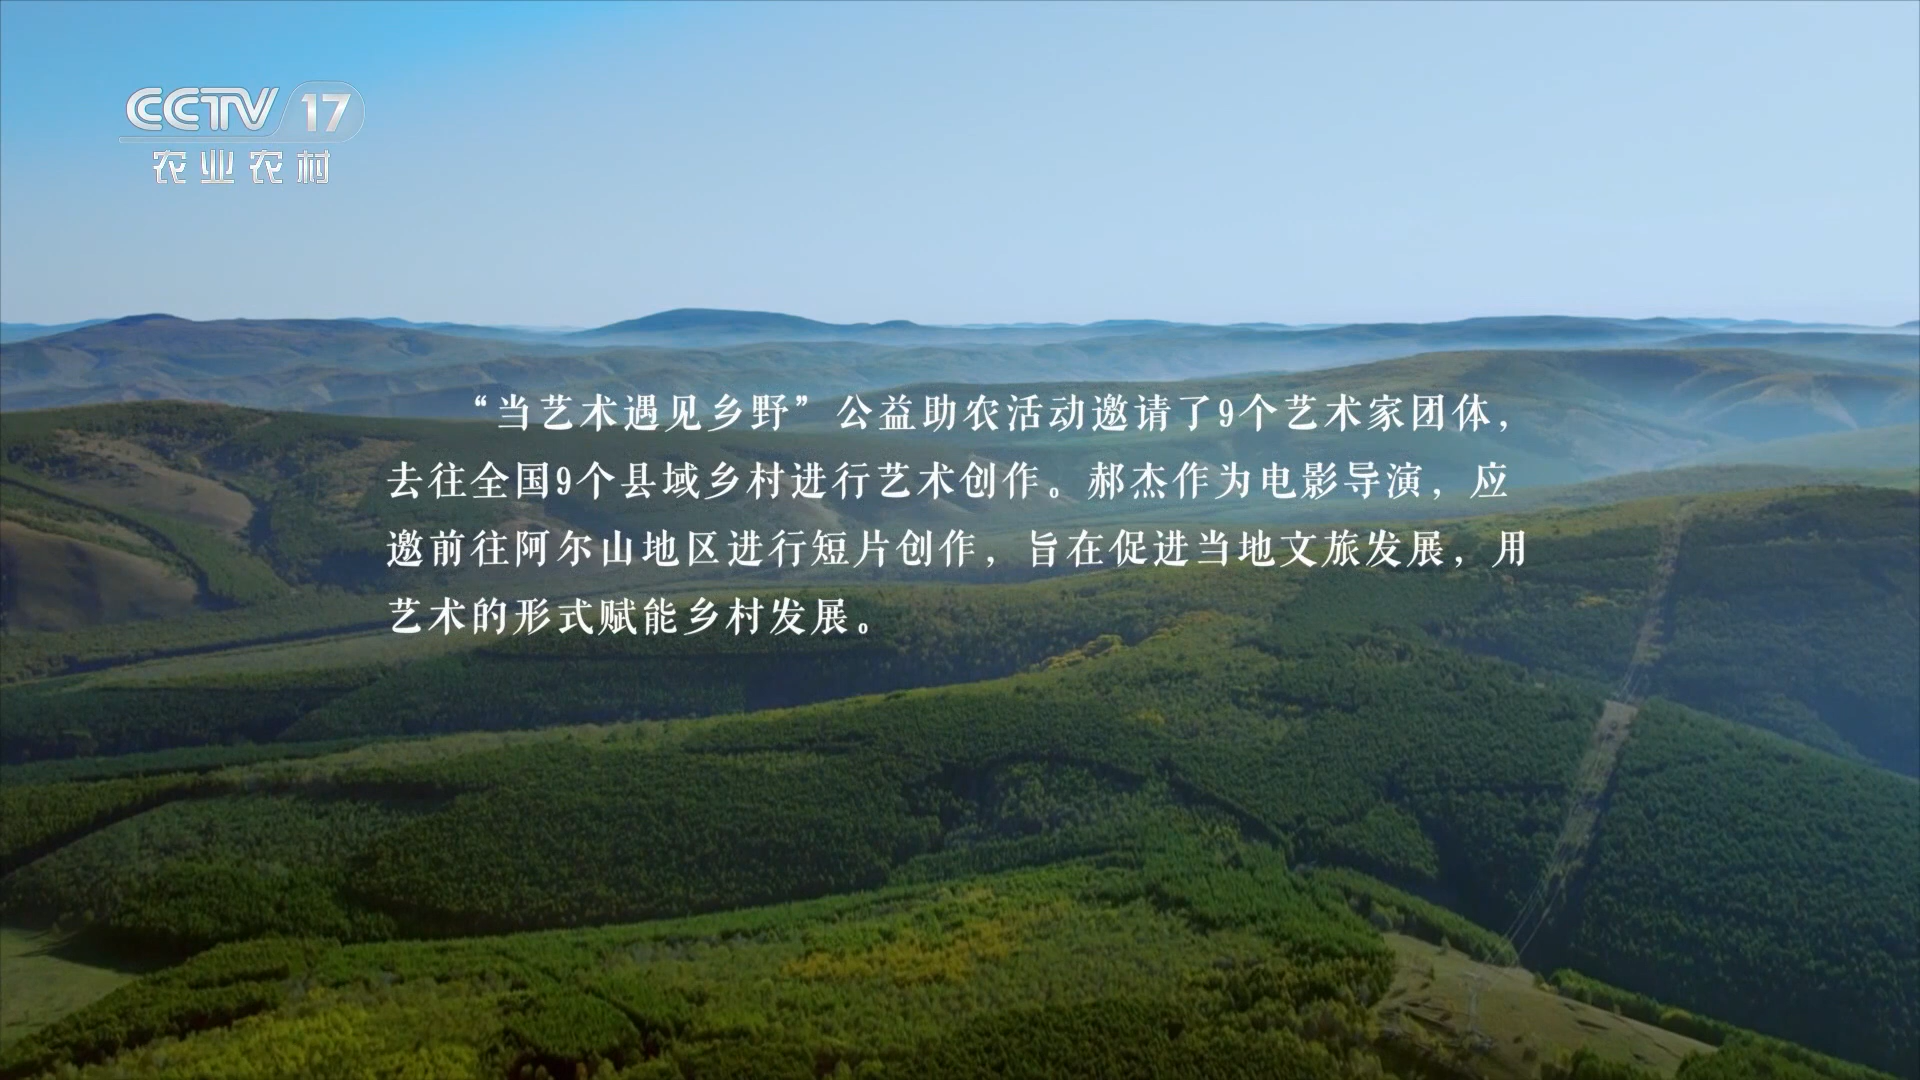 CCTV 17
农业农村
“当艺术遇见乡野”公益助农活动邀请了9个艺术家团体，
去往全国9个县域乡村进行艺术创作。郝杰作为电影导演，应
邀前往阿尔山地区进行短片创作，旨在促进当地文旅发展，用
艺术的形式赋能乡村发展。